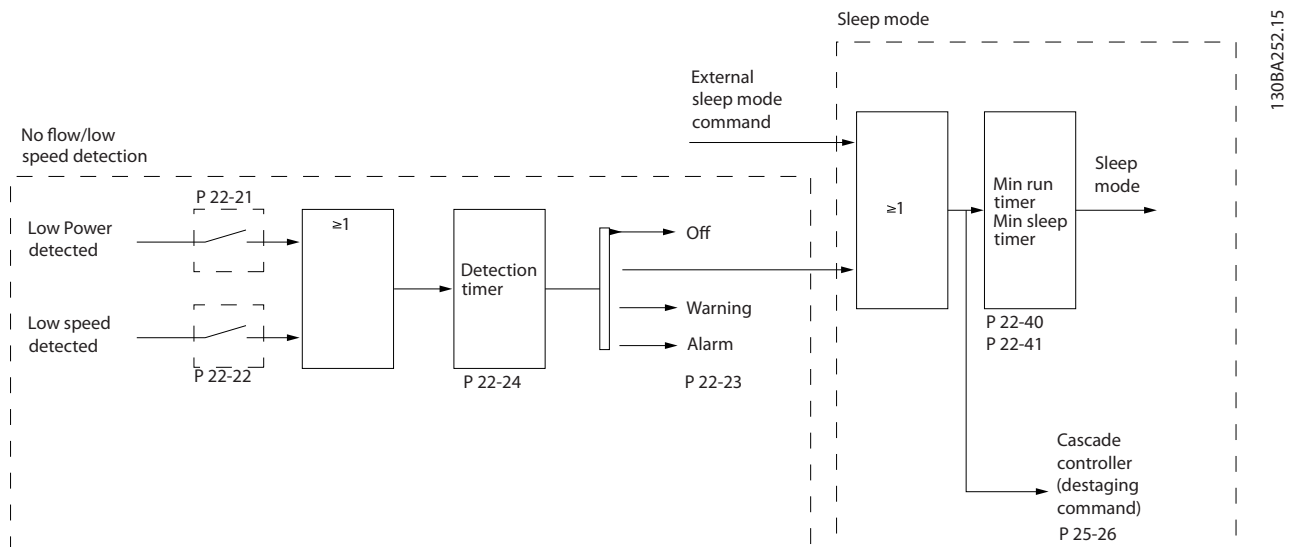 Sleep mode
130BA252.15
External
sleep mode
command
No flow/low
speed detection
P 22-21
Low Power
detected
≥1
Low speed
detected
P 22-22
Detection
timer
P 22-24
Off
Warning
Alarm
P 22-23
≥1
Min run
timer
Min sleep
timer
P 22-40
P 22-41
Sleep
mode
Cascade
controller
(destaging
command)
P 25-26